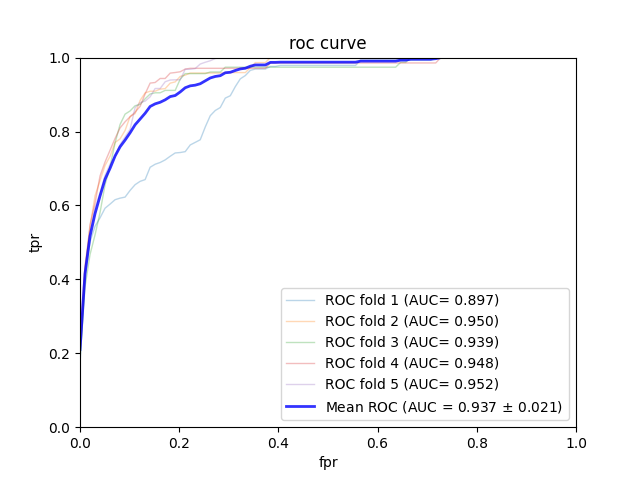 roc curve
tpr
1.0
0.8
0.6
0.4
0.2
0.0
ROC fold 1 (AUC= 0.897)
ROC fold 2 (AUC= 0.950)
ROC fold 3 (AUC= 0.939)
ROC fold 4 (AUC= 0.948)
ROC fold 5 (AUC= 0.952)
Mean ROC (AUC = 0.937 ± 0.021)
0.0 0.2 0.4 0.6 0.8 1.0
fpr